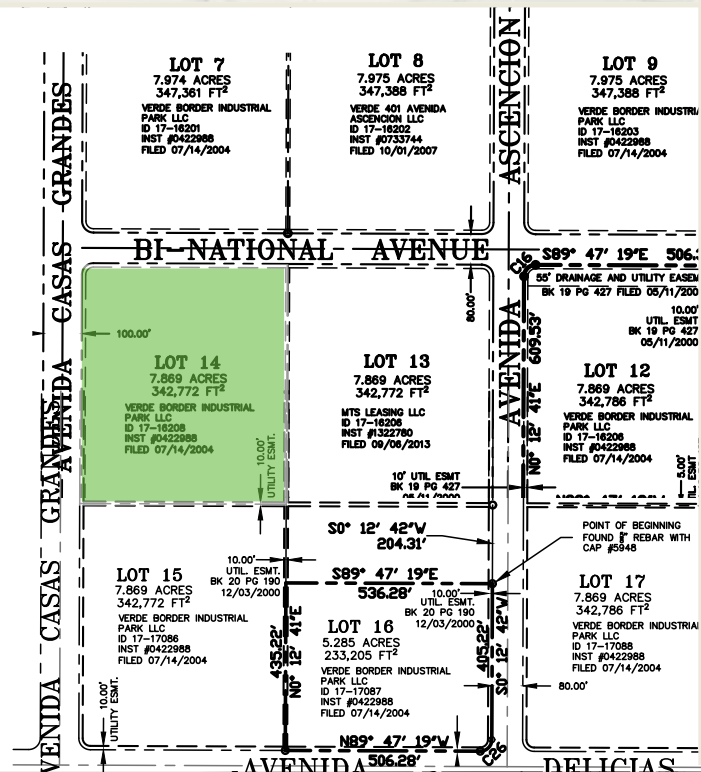 LOT 7
7.974 ACRES
347,361 FT²
VERDE BORDER INDUSTRIAL
PARK LLC
ID 17-16201
INST #0422988
FILED 07/14/2004
LOT 8
7.975 ACRES
347,388 FT²
VERDE 401 AVENIDA
ASCENCION LLC
ID 17-16202
INST #0733744
FILED 10/01/2007
LOT 9
7.975 ACRES
347,388 FT²
VERDE BORDER INDUSTRIA
PARK LLC
ID 17-16203
INST #0422988
FILED 07/14/2004
AVENIDA CASAS GRANDES
AVENIDA ASCENCION
BI-NATIONAL AVENUE
S89° 47' 19"E 506.
C16
55' DRAINAGE AND UTILITY EASEM
BK 19 PG 427 FILED 05/11/200
10.00'
UTIL. ESMT
BK 19 PG 427
05/11/2000
80.00'
100.00'
N0° 12' 41"E 609.53'
LOT 14
7.869 ACRES
342,772 FT²
VERDE BORDER INDUSTRIAL
PARK LLC
ID 17-16208
INST #0422988
FILED 07/14/2004
10.00'
UTILITY ESMT.
LOT 13
7.869 ACRES
342,772 FT²
MTS LEASING LLC
ID 17-16206
INST #1322780
FILED 09/06/2013
10' UTIL ESMT
BK 19 PG 427
05/11/2000
LOT 12
7.869 ACRES
342,786 FT²
VERDE BORDER INDUSTRIAL
PARK LLC
ID 17-16206
INST #0422988
FILED 07/14/2004
5.00'
IL. ESMT
S0° 12' 42"W
204.31'
POINT OF BEGINNING
FOUND REBAR WITH
CAP #5948
10.00'
UTIL. ESMT.
BK 20 PG 190
12/03/2000
S89° 47' 19"E
536.28'
10.00'
UTIL. ESMT.
BK 20 PG 190
12/03/2000
LOT 15
7.869 ACRES
342,772 FT²
VERDE BORDER INDUSTRIAL
PARK LLC
ID 17-17086
INST #0422988
FILED 07/14/2004
10.00'
UTILITY ESMT.
435.22'
N0° 12' 41"E
LOT 16
5.285 ACRES
233,205 FT²
VERDE BORDER INDUSTRIAL
PARK LLC
ID 17-17087
INST #0422988
FILED 07/14/2004
405.22'
S0° 12' 42"W
LOT 17
7.869 ACRES
342,786 FT²
VERDE BORDER INDUSTRIA
PARK LLC
ID 17-17088
INST #0422988
FILED 07/14/2004
80.00'
VENIDA CASAS GRANDES
N89° 47' 19"W
506.28'
C26
AVENIDA DELICIAS